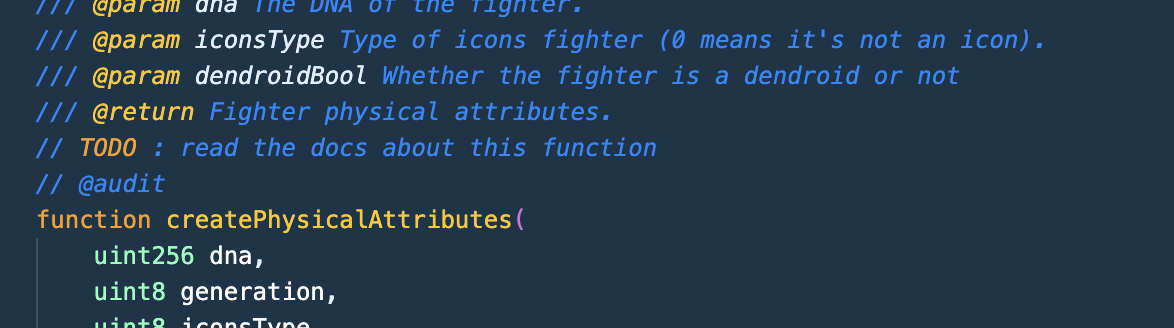 /// @param dna The DNA of the fighter.
/// @param iconsType Type of icons fighter (0 means it's not an icon).
/// @param dendroidBool Whether the fighter is a dendroid or not
/// @return Fighter physical attributes.
// TODO : read the docs about this function
// @audit
function createPhysicalAttributes(
uint256 dna,
uint8 generation,
uint8 iconsType